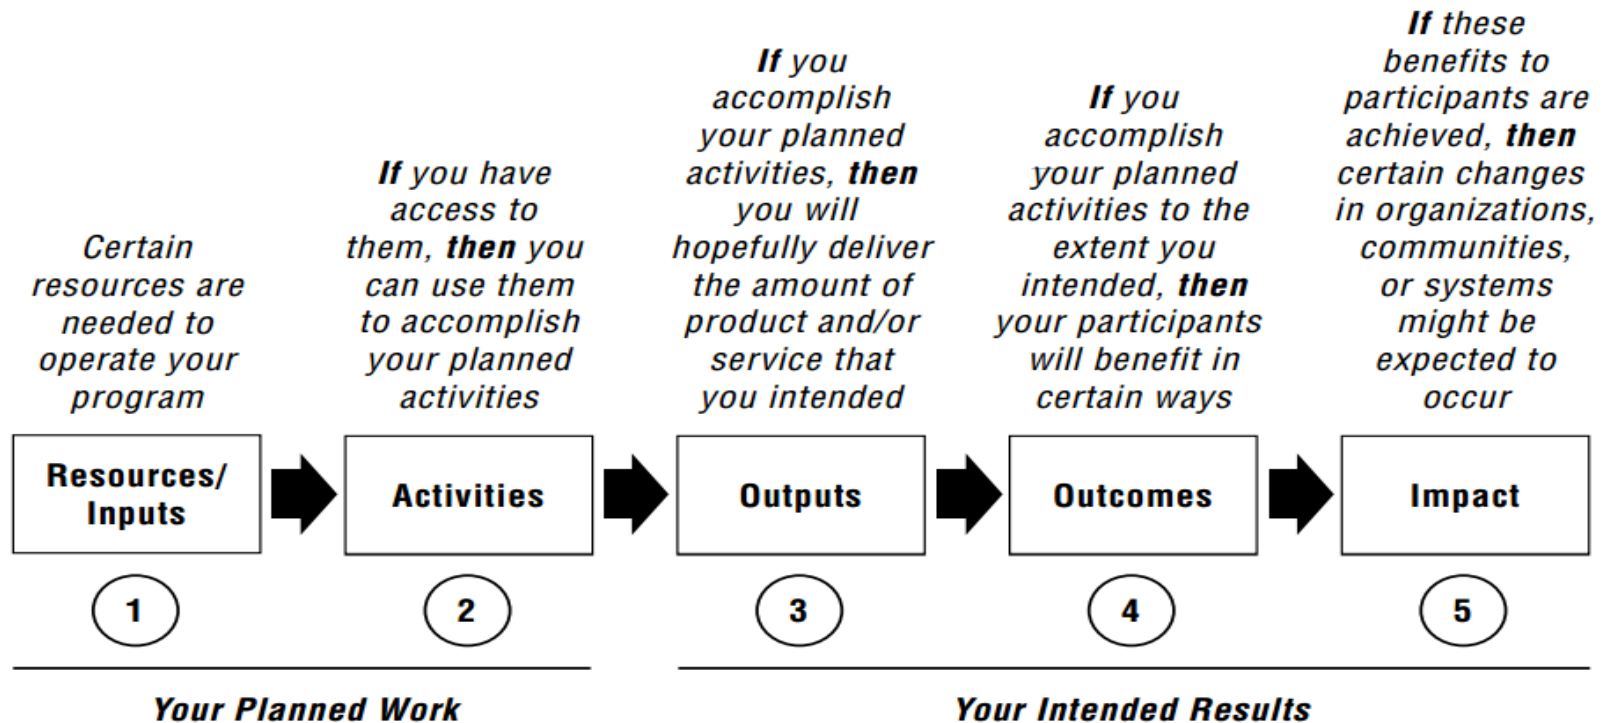 Certain
resources are
needed to
operate your
program
If you have
access to
them, then you
can use them
to accomplish
your planned
activities
If you
accomplish
your planned
activities, then
you will
hopefully deliver
the amount of
product and/or
service that
you intended
If you
accomplish
your planned
activities to the
extent you
intended, then
your participants
will benefit in
certain ways
If these
benefits to
participants are
achieved, then
certain changes
in organizations,
communities,
or systems
might be
expected to
occur
Resources/
Inputs
Activities
Outputs
Outcomes
Impact
1
2
3
4
5
Your Planned Work
Your Intended Results